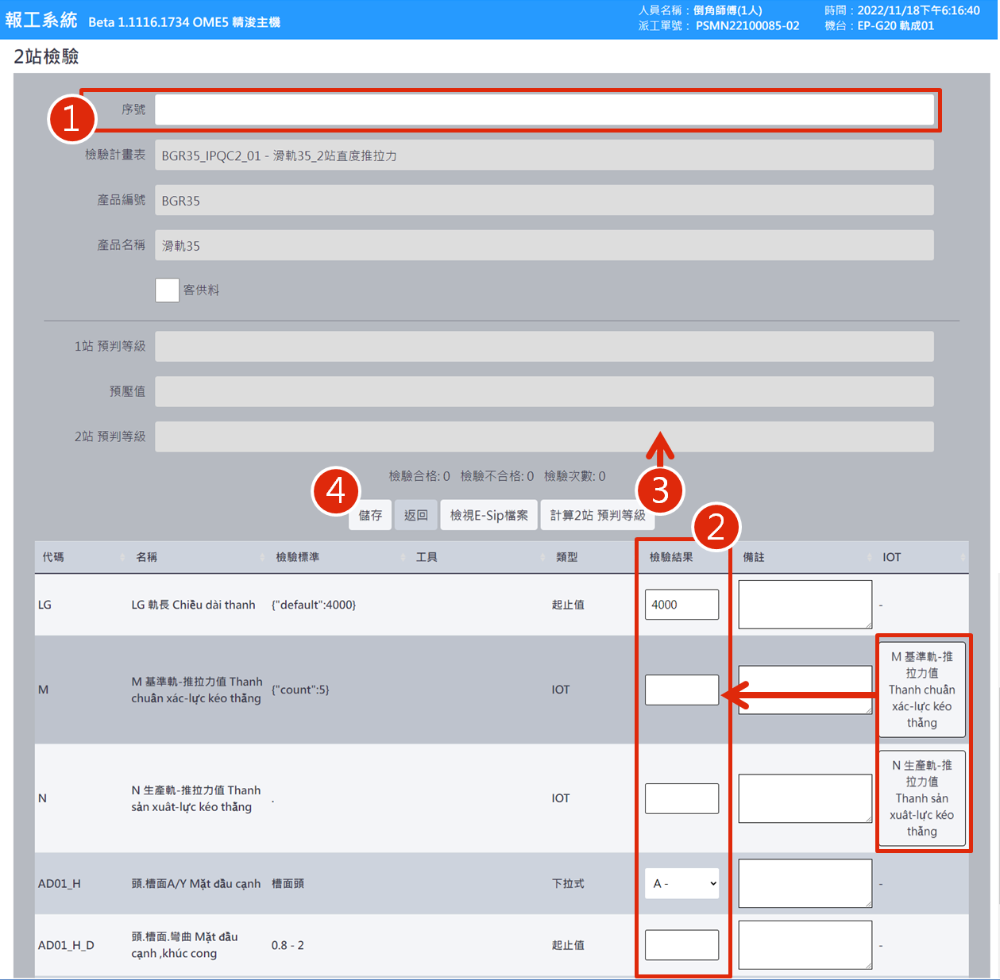 報工系統 Beta 1.1116.1734 OME5 精浚主機
人員名稱：倒角師傅(1人) 時間：2022/11/18下午6:16:40
派工單號： PSMN22100085-02 機台：EP-G20 軌成01
2站檢驗
1
序號
檢驗計畫表 BGR35_IPQC2_01 - 滑軌35_2站直度推拉力
產品編號 BGR35
產品名稱 滑軌35
客供料
1站 預判等級
預壓值
2站 預判等級
檢驗合格: 0 檢驗不合格: 0 檢驗次數: 0
4
3
儲存 返回 檢視E-Sip檔案 計算2站 預判等級
2
代碼 名稱 檢驗標準 工具 類型 檢驗結果 備註 IOT
LG LG 軌長 Chiều dài thanh {"default":4000} 起止值 4000 -
M
M 基準軌-推拉力值 Thanh
chuẩn xác-lực kéo thẳng
{"count":5} IOT
M 基準軌-推
拉力值
Thanh chuẩn
xác-lực kéo
thẳng
N
N 生產軌-推拉力值 Thanh
sản xuât-lực kéo thẳng
. IOT
N 生產軌-推
拉力值
Thanh sản
xuât-lực kéo
thẳng
AD01_H 頭.槽面A/Y Mặt đầu cạnh 槽面頭 下拉式 A - -
AD01_H_D
頭.槽面.彎曲 Mặt đầu
cạnh ,khúc cong
0.8 - 2 起止值 -